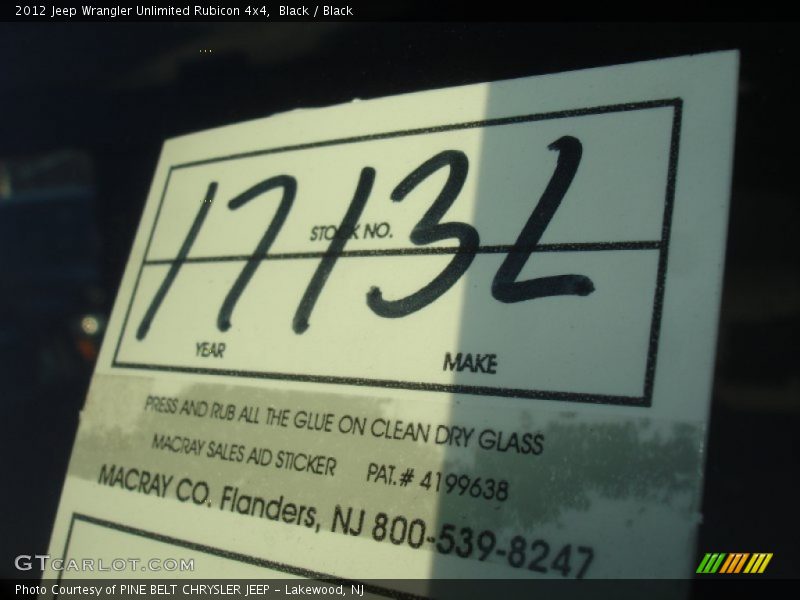 2012 Jeep Wrangler Unlimited Rubicon 4x4,  Black / Black
1713L
STOCK NO.
YEAR MAKE
PRESS AND RUB ALL THE GLUE ON CLEAN DRY GLASS
MACRAY SALES AID STICKER PAT.# 4199638
MACRAY CO. Flanders, NJ 800-539-8247
GTCARLOT.COM
Photo Courtesy of PINE BELT CHRYSLER JEEP - Lakewood, NJ